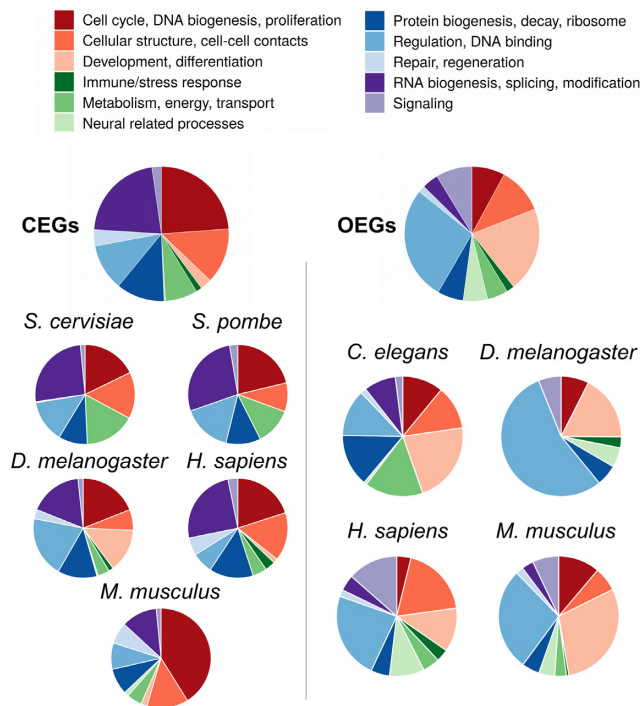 Cell cycle, DNA biogenesis, proliferation
Cellular structure, cell-cell contacts
Development, differentiation
Immune/stress response
Metabolism, energy, transport
Neural related processes
Protein biogenesis, decay, ribosome
Regulation, DNA binding
Repair, regeneration
RNA biogenesis, splicing, modification
Signaling
CEGs
OEGs
S. cervisiae
S. pombe
D. melanogaster
H. sapiens
M. musculus
C. elegans
D. melanogaster
H. sapiens
M. musculus